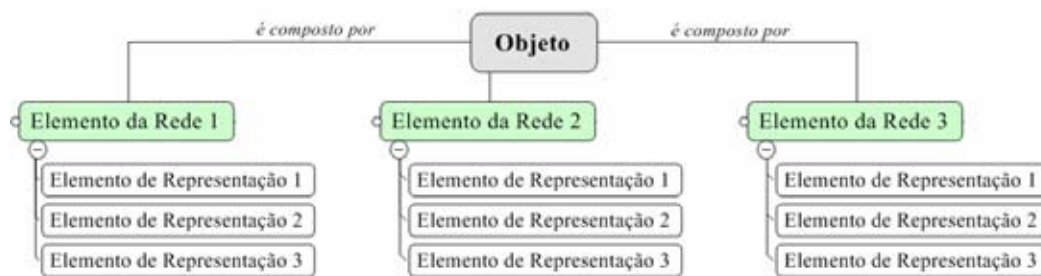 é composto por
Objeto
é composto por
Elemento da Rede 1
Elemento de Representação 1
Elemento de Representação 2
Elemento de Representação 3
Elemento da Rede 2
Elemento de Representação 1
Elemento de Representação 2
Elemento de Representação 3
Elemento da Rede 3
Elemento de Representação 1
Elemento de Representação 2
Elemento de Representação 3